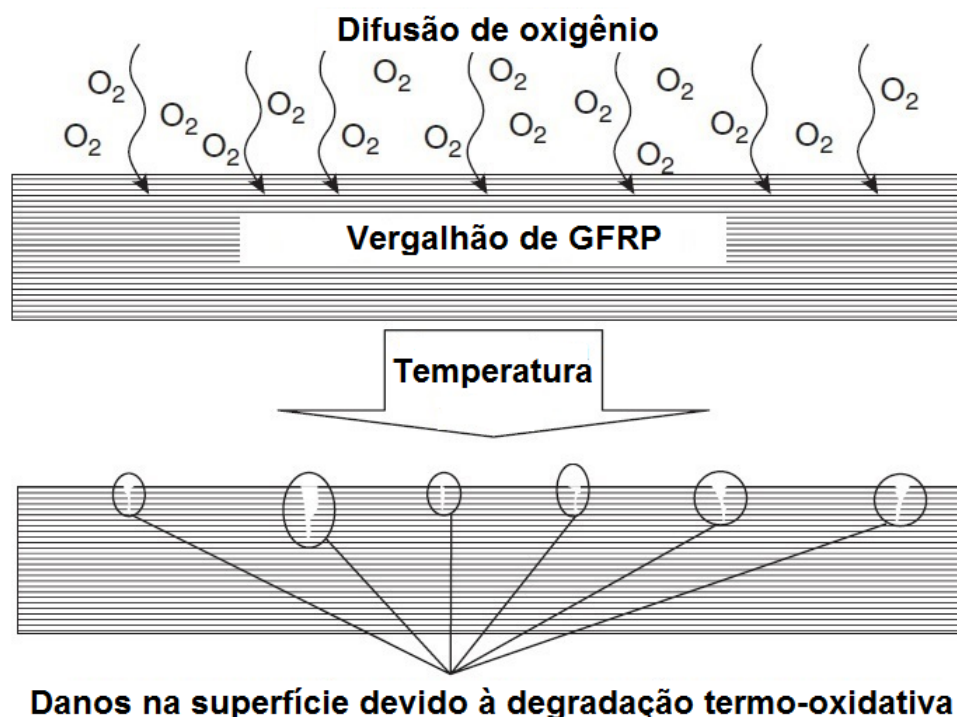 Difusão de oxigênio
O₂ O₂ O₂ O₂ O₂
O₂ O₂ O₂
O₂ O₂ O₂ O₂ O₂ O₂ O₂
O₂
Vergalhão de GFRP
Temperatura
Danos na superfície devido à degradação termo-oxidativa